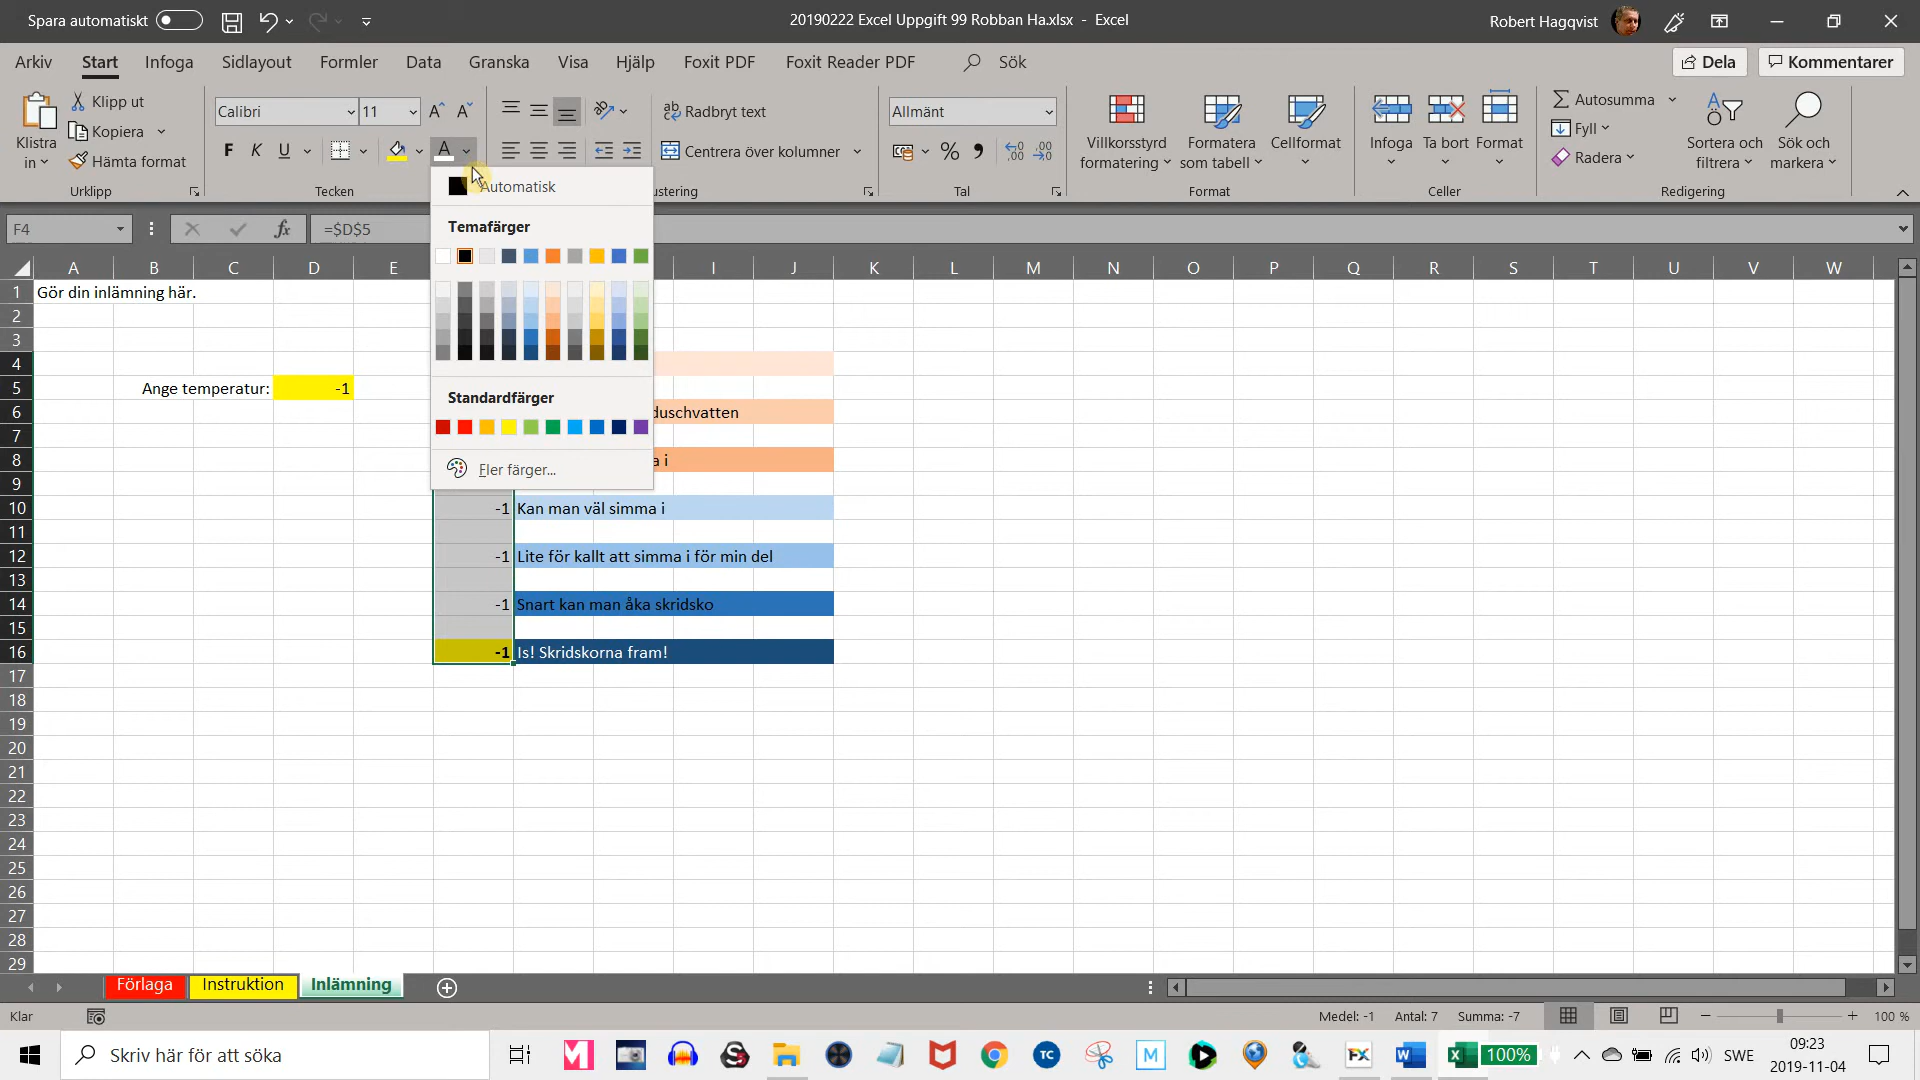 Spara automatiskt
20190222 Excel Uppgift 99 Robban Ha.xlsx - Excel
Robert Hagqvist
Arkiv Start Infoga Sidlayout Formler Data Granska Visa Hjälp Foxit PDF Foxit Reader PDF Sök
Dela Kommentarer
Klistra in
Klipp ut
Kopiera
Hämta format
Urklipp
Calibri 11
F K U
Tecken
Radbryt text
Centrera över kolumner
ustering
Allmänt
%
Tal
Villkorsstyrd formatering
Formatera som tabell
Cellformat
Format
Infoga
Ta bort
Format
Celler
Autosumma
Fyll
Radera
Sortera och filtrera
Sök och markera
Redigering
F4 fx =$D$5
Automatisk
Temafärger
Standardfärger
Fler färger...
A B C D E I J K L M N O P Q R S T U V W
1 Gör din inlämning här.
2
3
4
5 Ange temperatur: -1
6 duschvatten
7
8 a i
9
10 -1 Kan man väl simma i
11
12 -1 Lite för kallt att simma i för min del
13
14 -1 Snart kan man åka skridsko
15
16 -1 Is! Skridskorna fram!
17
18
19
20
21
22
23
24
25
26
27
28
29
Förlaga Instruktion Inlämning
Klar
Medel: -1 Antal: 7 Summa: -7
100 %
Skriv här för att söka
100%
SWE
09:23
2019-11-04